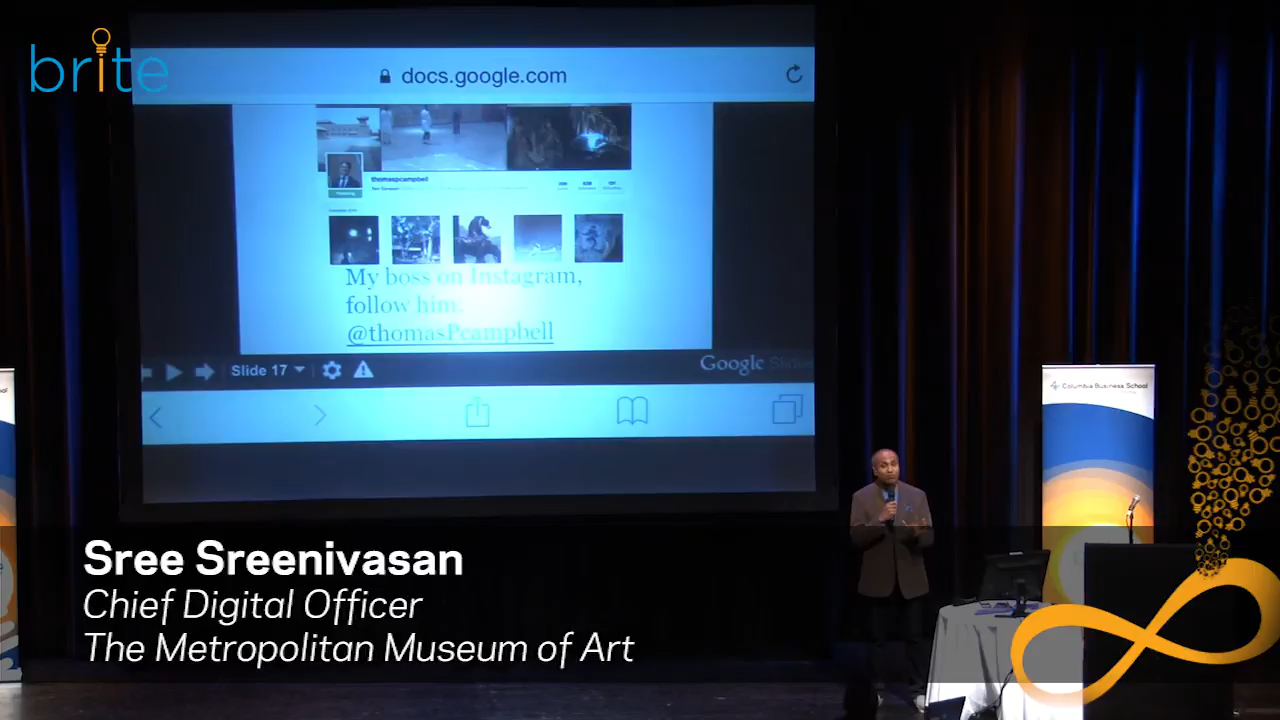 brite
docs.google.com
thomaspcampbell
My boss on Instagram,
follow him:
@thomasPcampbell
Slide 17
Google Slides
Columbia Business School
Sree Sreenivasan
Chief Digital Officer
The Metropolitan Museum of Art